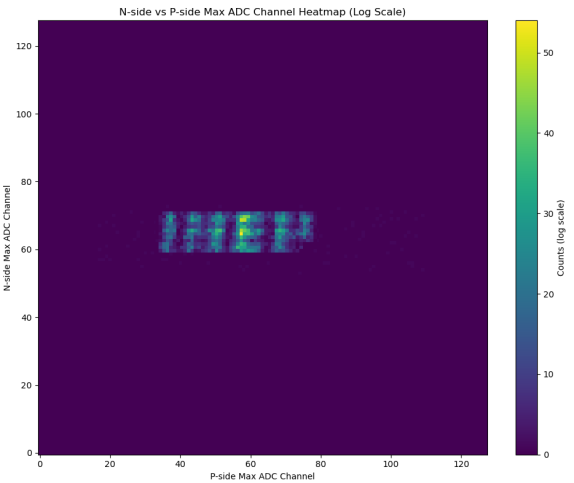 N-side vs P-side Max ADC Channel Heatmap (Log Scale)
120
100
80
60
40
20
0
N-side Max ADC Channel
0 20 40 60 80 100 120
P-side Max ADC Channel
50
40
30
20
10
0
Counts (log scale)